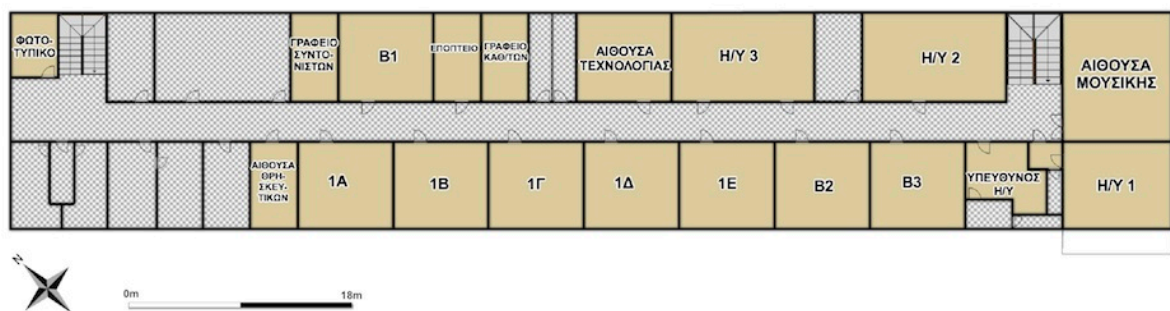 ΦΩΤΟ-
ΤΥΠΙΚΟ
ΓΡΑΦΕΙΟ
ΣΥΝΤΟ-
ΝΙΣΤΩΝ
Β1
ΕΠΟΠΤΕΙΟ
ΓΡΑΦΕΙΟ
ΚΑΘ/ΤΩΝ
ΑΙΘΟΥΣΑ
ΤΕΧΝΟΛΟΓΙΑΣ
Η/Υ 3
Η/Υ 2
ΑΙΘΟΥΣΑ
ΜΟΥΣΙΚΗΣ
ΑΙΘΟΥΣΑ
ΘΡΗ-
ΣΚΕΥ-
ΤΙΚΩΝ
1Α
1Β
1Γ
1Δ
1Ε
Β2
Β3
ΥΠΕΥΘΥΝΟΣ
Η/Υ
Η/Υ 1
N
0m
18m